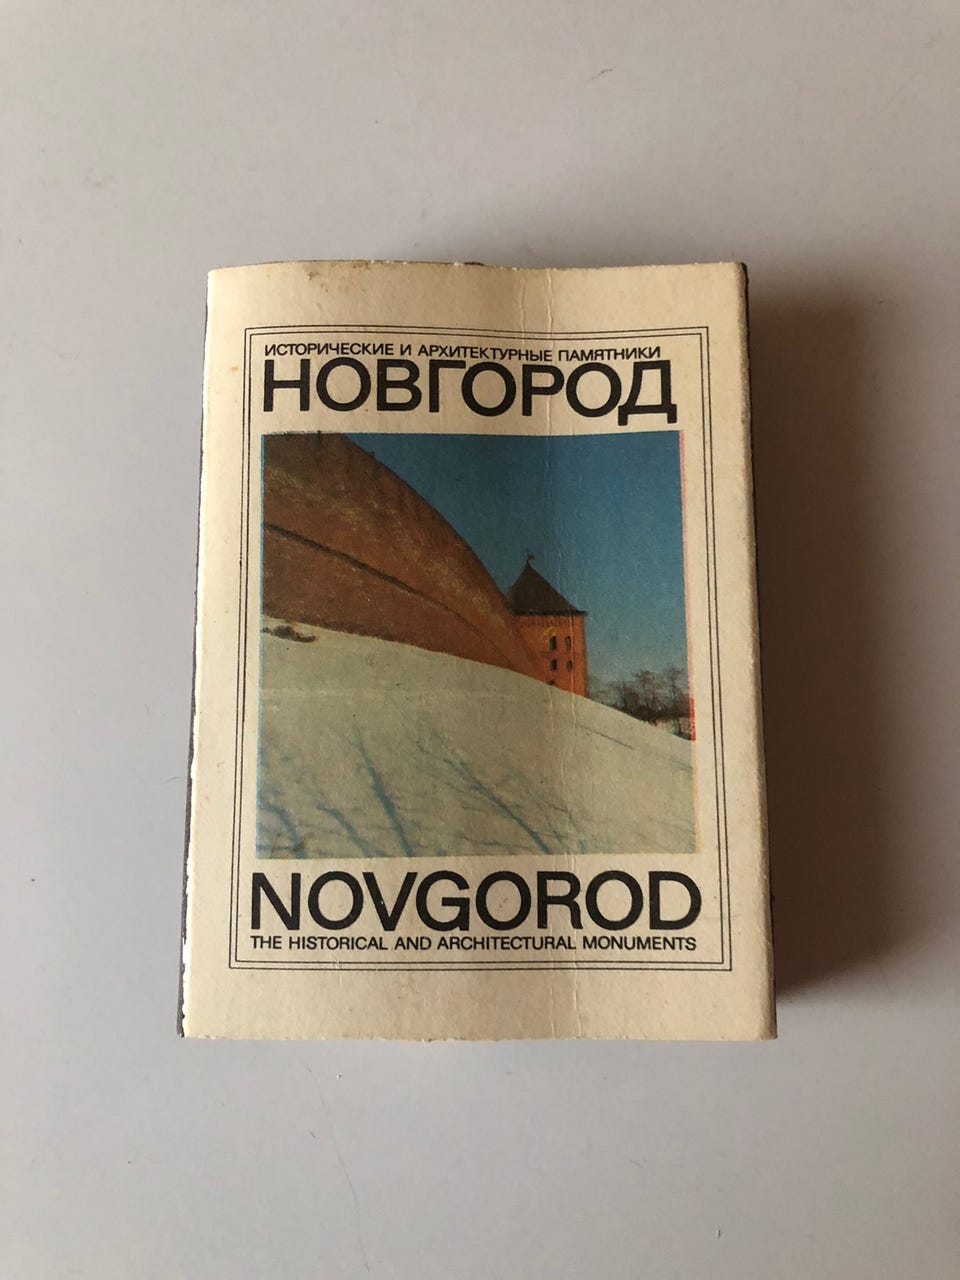 ИСТОРИЧЕСКИЕ И АРХИТЕКТУРНЫЕ ПАМЯТНИКИ
НОВГОРОД
NOVGOROD
THE HISTORICAL AND ARCHITECTURAL MONUMENTS